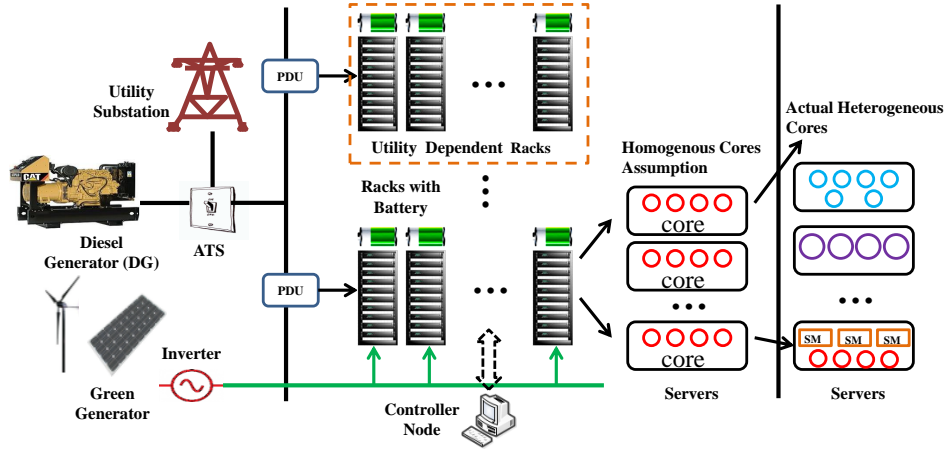 PDU
Utility
Substation
CAT
Utility Dependent Racks
Homogenous Cores
Assumption
Actual Heterogeneous
Cores
Racks with
Battery
core
core
core
Servers
Diesel
Generator (DG)
ATS
PDU
SM
SM
SM
Servers
Inverter
Green
Generator
Controller
Node